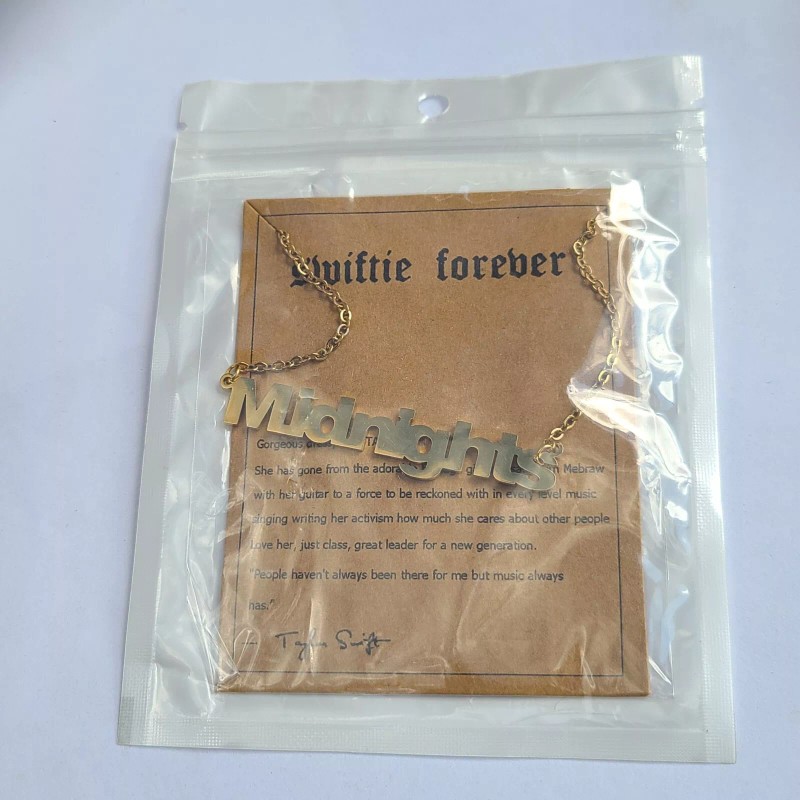 Swiftie forever
Midnights
Gorgeous
She has gone from the Mebraw
with her guitar to a force to be reckoned with in every level music
singing writing her activism how much she cares about other people
Love her, just class, great leader for a new generation.
"People haven't always been there for me but music always
has."
— Taylor Swift